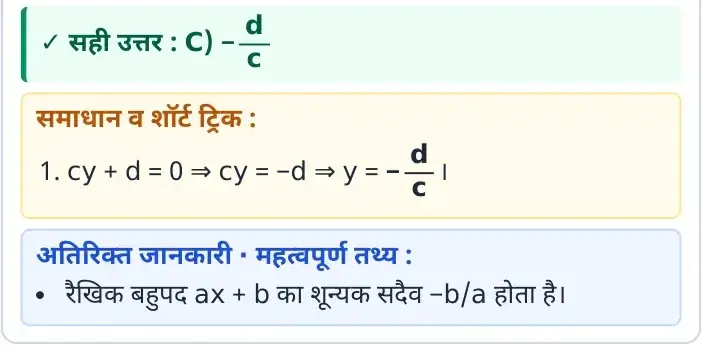 ✓ सही उत्तर : C) −d/c
समाधान व शॉर्ट ट्रिक :
1. cy + d = 0 ⇒ cy = −d ⇒ y = −d/c ।
अतिरिक्त जानकारी · महत्वपूर्ण तथ्य :
• रैखिक बहुपद ax + b का शून्यक सदैव −b/a होता है।